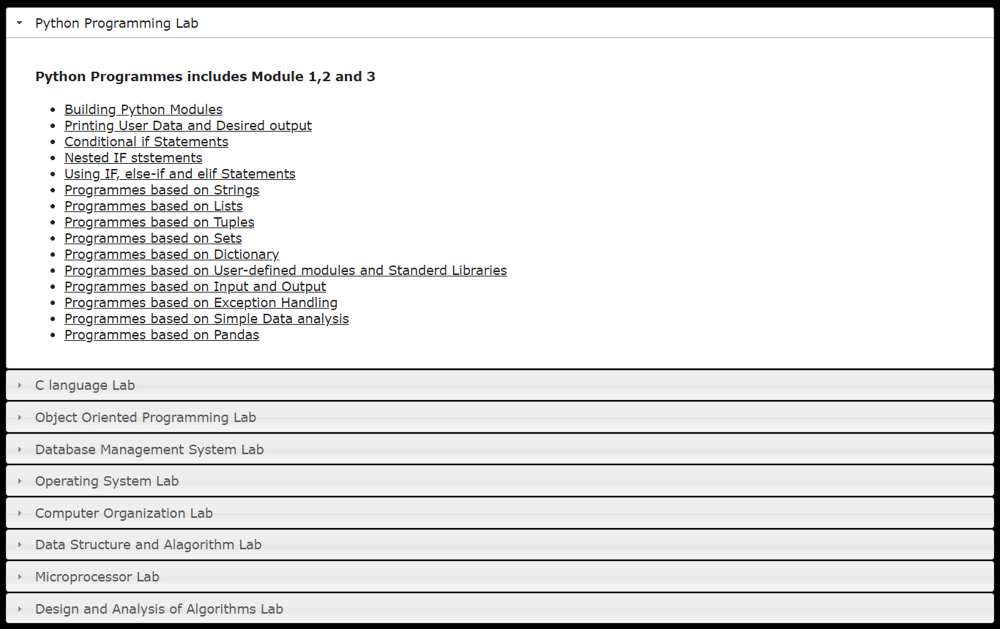 Python Programming Lab
Python Programmes includes Module 1,2 and 3
Building Python Modules
Printing User Data and Desired output
Conditional if Statements
Nested IF ststements
Using IF, else-if and elif Statements
Programmes based on Strings
Programmes based on Lists
Programmes based on Tuples
Programmes based on Sets
Programmes based on Dictionary
Programmes based on User-defined modules and Standerd Libraries
Programmes based on Input and Output
Programmes based on Exception Handling
Programmes based on Simple Data analysis
Programmes based on Pandas
C language Lab
Object Oriented Programming Lab
Database Management System Lab
Operating System Lab
Computer Organization Lab
Data Structure and Alagorithm Lab
Microprocessor Lab
Design and Analysis of Algorithms Lab